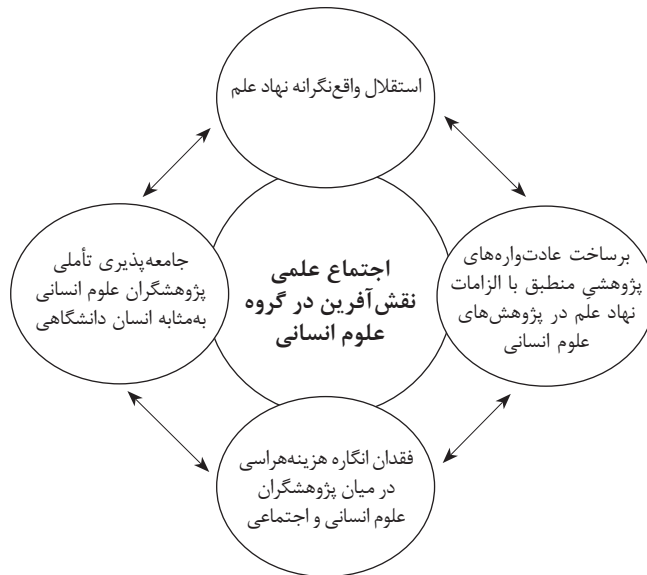 استقلال واقع‌نگرانه نهاد علم
برساخت عادت‌واره‌های
پژوهشیِ منطبق با الزامات
نهاد علم در پژوهش‌های
علوم انسانی
اجتماع علمی
نقش‌آفرین در گروه
علوم انسانی
جامعه‌پذیری تأملی
پژوهشگران علوم انسانی
به‌مثابه انسان دانشگاهی
فقدان انگاره هزینه‌هراسی
در میان پژوهشگران
علوم انسانی و اجتماعی